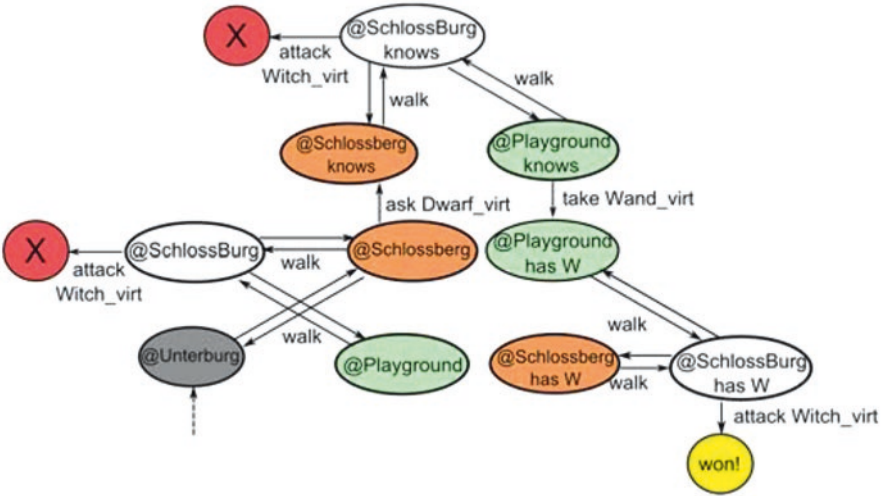 X
@SchlossBurg
knows
attack
Witch_virt
walk
walk
@Schlossberg
knows
@Playground
knows
ask Dwarf_virt
take Wand_virt
X
@SchlossBurg
@Schlossberg
@Playground
has W
attack
Witch_virt
walk
walk
walk
@Unterburg
@Playground
@Schlossberg
has W
@SchlossBurg
has W
walk
attack Witch_virt
won!